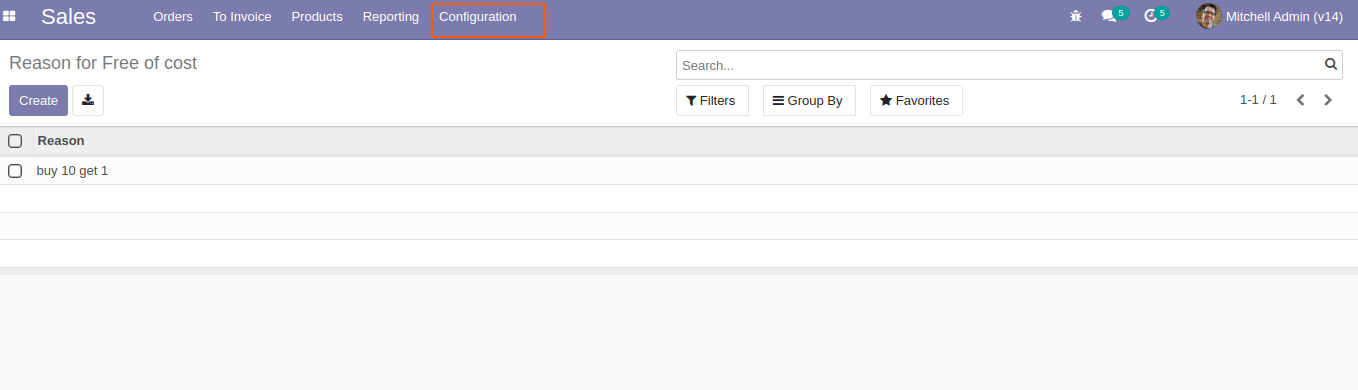 Sales Orders To Invoice Products Reporting Configuration 5 5 Mitchell Admin (v14)
Reason for Free of cost Search...
Create Filters Group By Favorites 1-1 / 1
Reason
buy 10 get 1